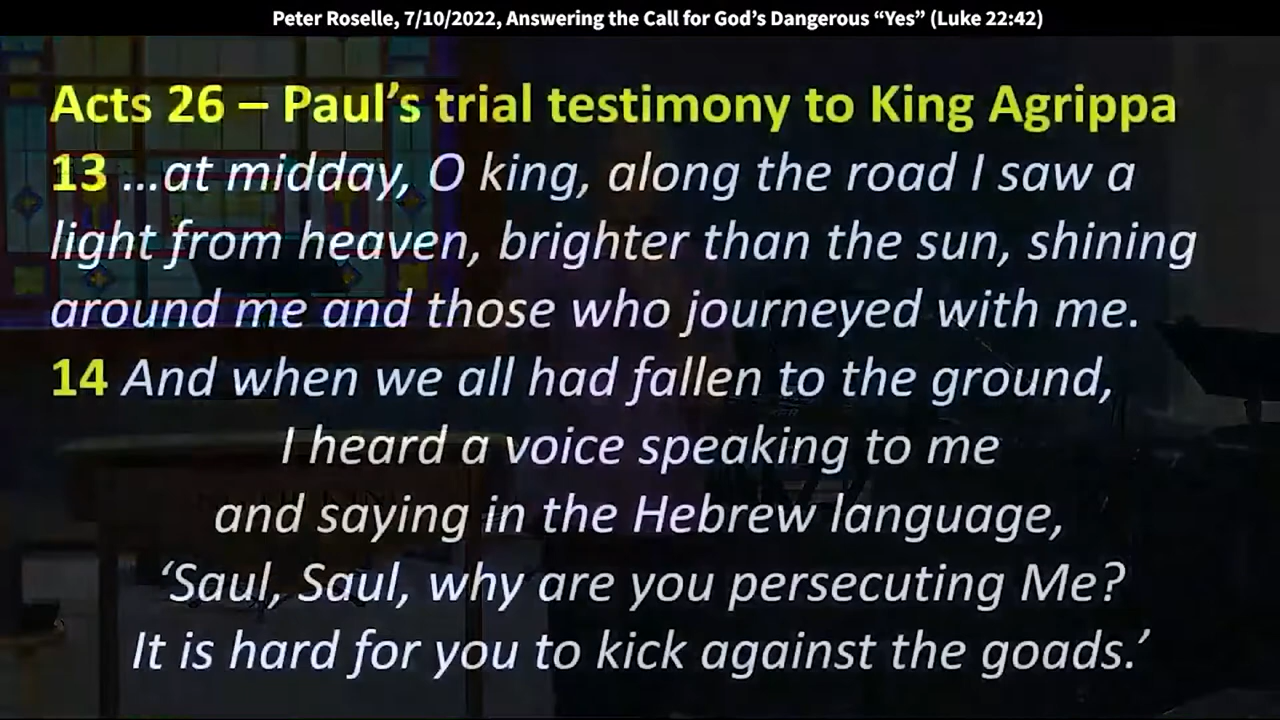 Peter Roselle, 7/10/2022, Answering the Call for God’s Dangerous “Yes” (Luke 22:42)
Acts 26 – Paul’s trial testimony to King Agrippa
13 …at midday, O king, along the road I saw a
light from heaven, brighter than the sun, shining
around me and those who journeyed with me.
14 And when we all had fallen to the ground,
I heard a voice speaking to me
and saying in the Hebrew language,
‘Saul, Saul, why are you persecuting Me?
It is hard for you to kick against the goads.’